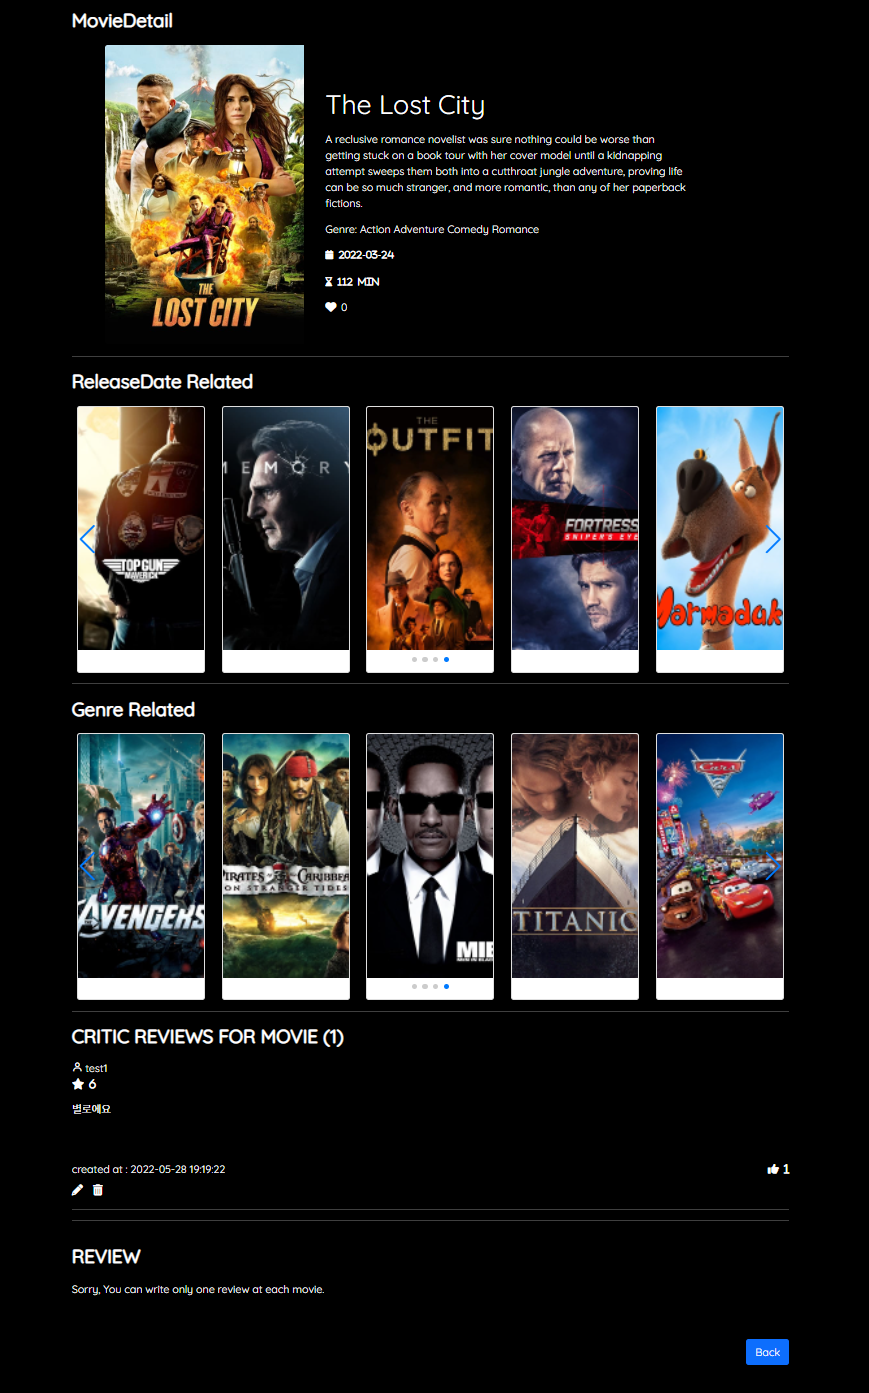 MovieDetail
THE
LOST CITY
The Lost City
A reclusive romance novelist was sure nothing could be worse than
getting stuck on a book tour with her cover model until a kidnapping
attempt sweeps them both into a cutthroat jungle adventure, proving life
can be so much stranger, and more romantic, than any of her paperback
fictions.
Genre: Action Adventure Comedy Romance
2022-03-24
112 MIN
0
ReleaseDate Related
TOP GUN
MAVERICK
MEMORY
THE
OUTFIT
FORTRESS
SNIPER'S EYE
Marmaduk
Genre Related
AVENGERS
PIRATES OF CARIBBEA
ON STRANGER TIDES
MIB
TITANIC
Cars 2
CRITIC REVIEWS FOR MOVIE (1)
test1
6
별로에요
created at : 2022-05-28 19:19:22
1
REVIEW
Sorry, You can write only one review at each movie.
Back